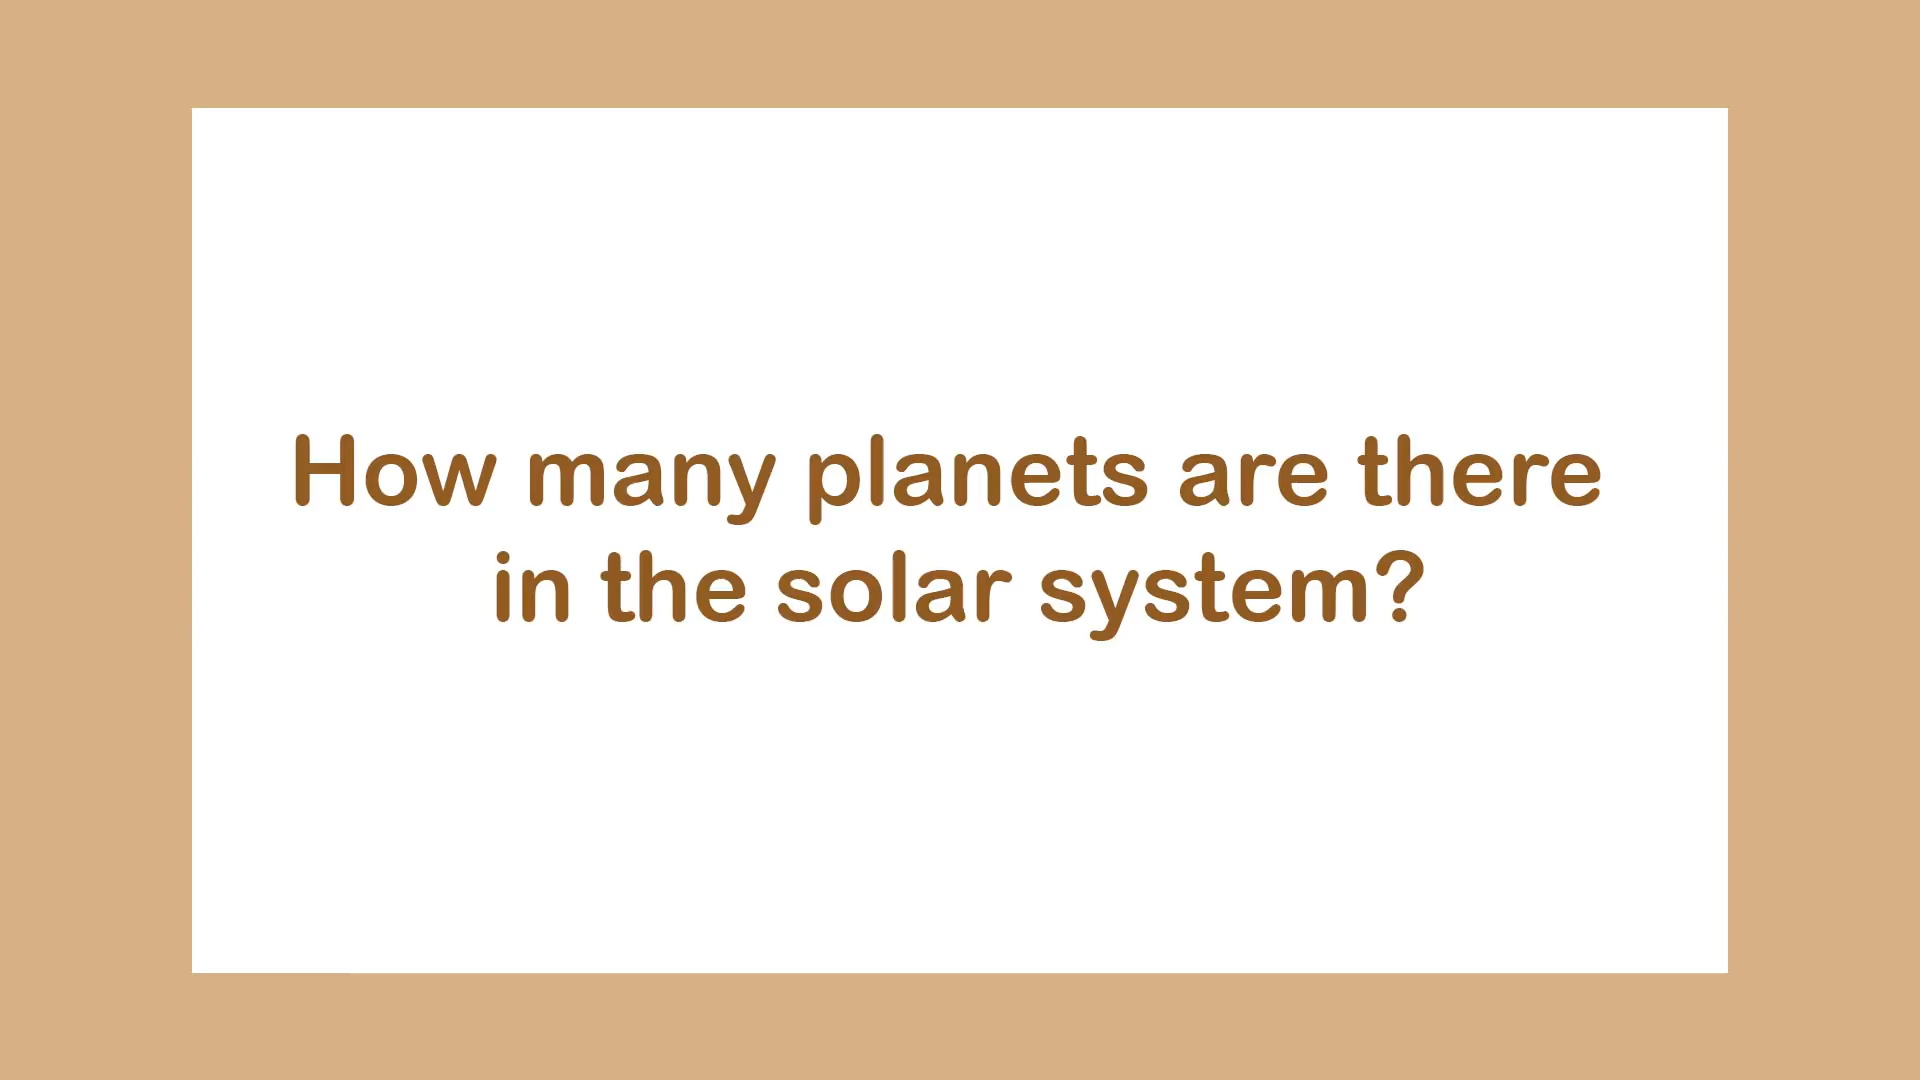 How many planets are there
in the solar system?